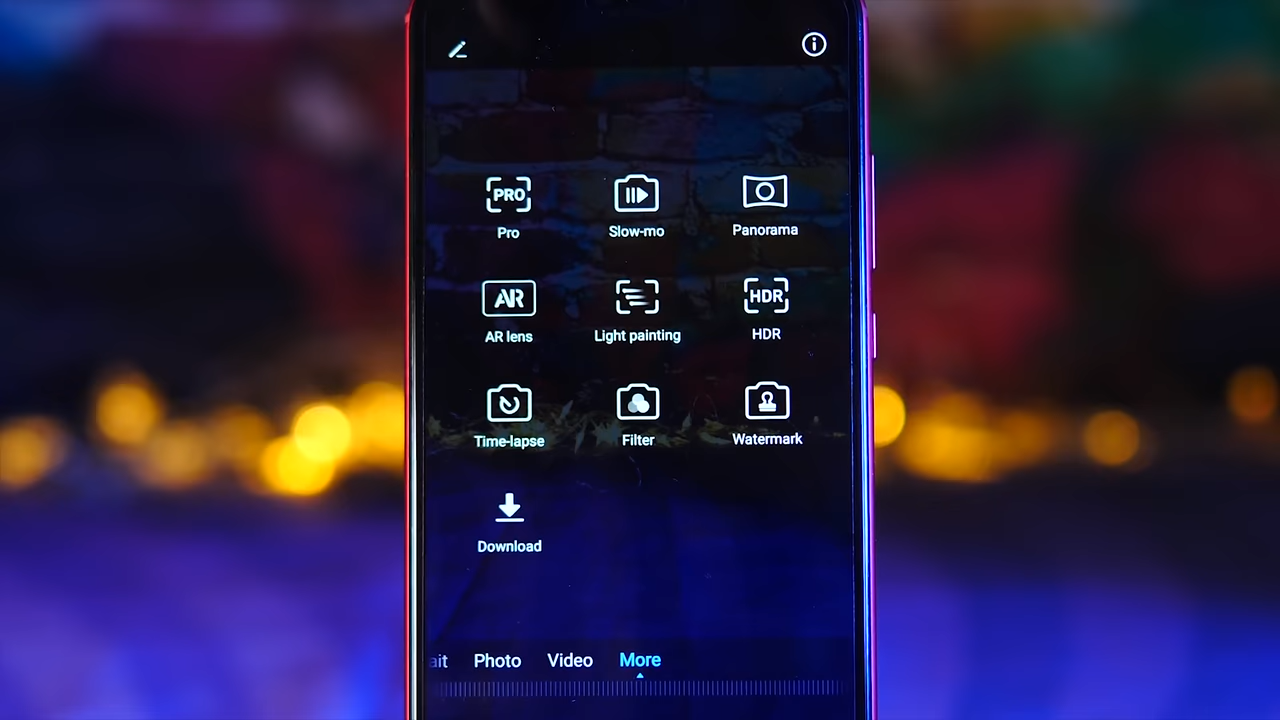 PRO
Pro
Slow-mo
Panorama
AR
AR lens
Light painting
HDR
HDR
Time-lapse
Filter
Watermark
Download
ait Photo Video More